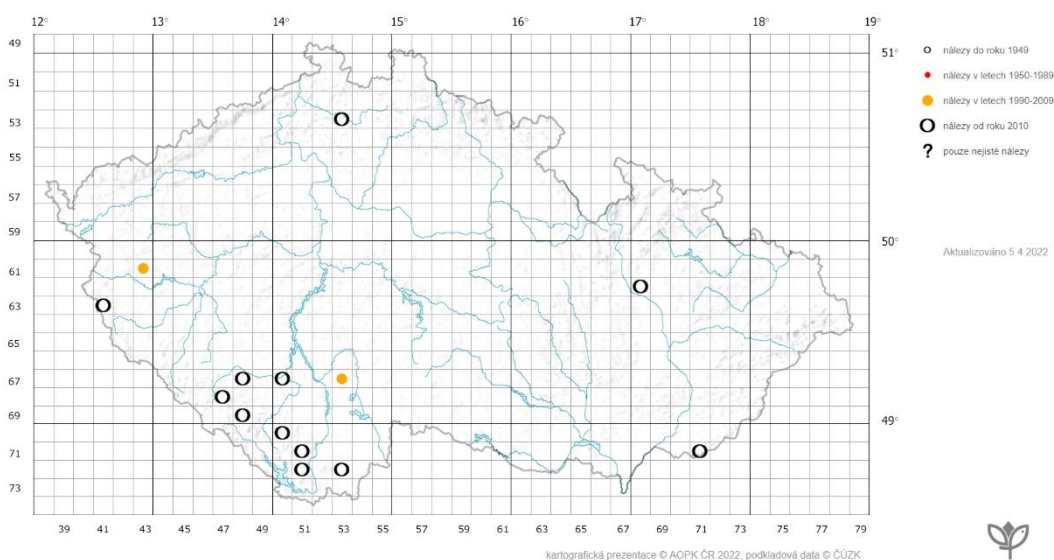 12° 13 14° 15° 16° 17° 18° 19°
49
51°
51
53
55
57
59
50°
61
63
65
67
69
49°
71
73
39 41 43 45 47 49 51 53 55 57 59 61 63 65 67 69 71 73 75 77 79
nálezy do roku 1949
nálezy v letech 1950-1989
nálezy v letech 1990-2009
nálezy od roku 2010
? pouze nejisté nálezy
Aktualizováno 5.4.2022
kartografická prezentace © AOPK ČR 2022, podkladová data © ČÚZK